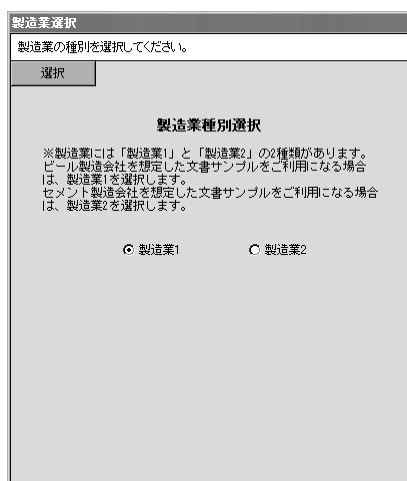 製造業選択
製造業の種別を選択してください。
選択
製造業種別選択
※製造業には「製造1」と「製造業2」の2種類があります。
ビール製造会社を想定した文書サンプルをご利用になる場合
は、製造業1を選択します。
セメント製造会社を想定した文書サンプルをご利用になる場合
は、製造業2を選択します。
製造業1 製造業2